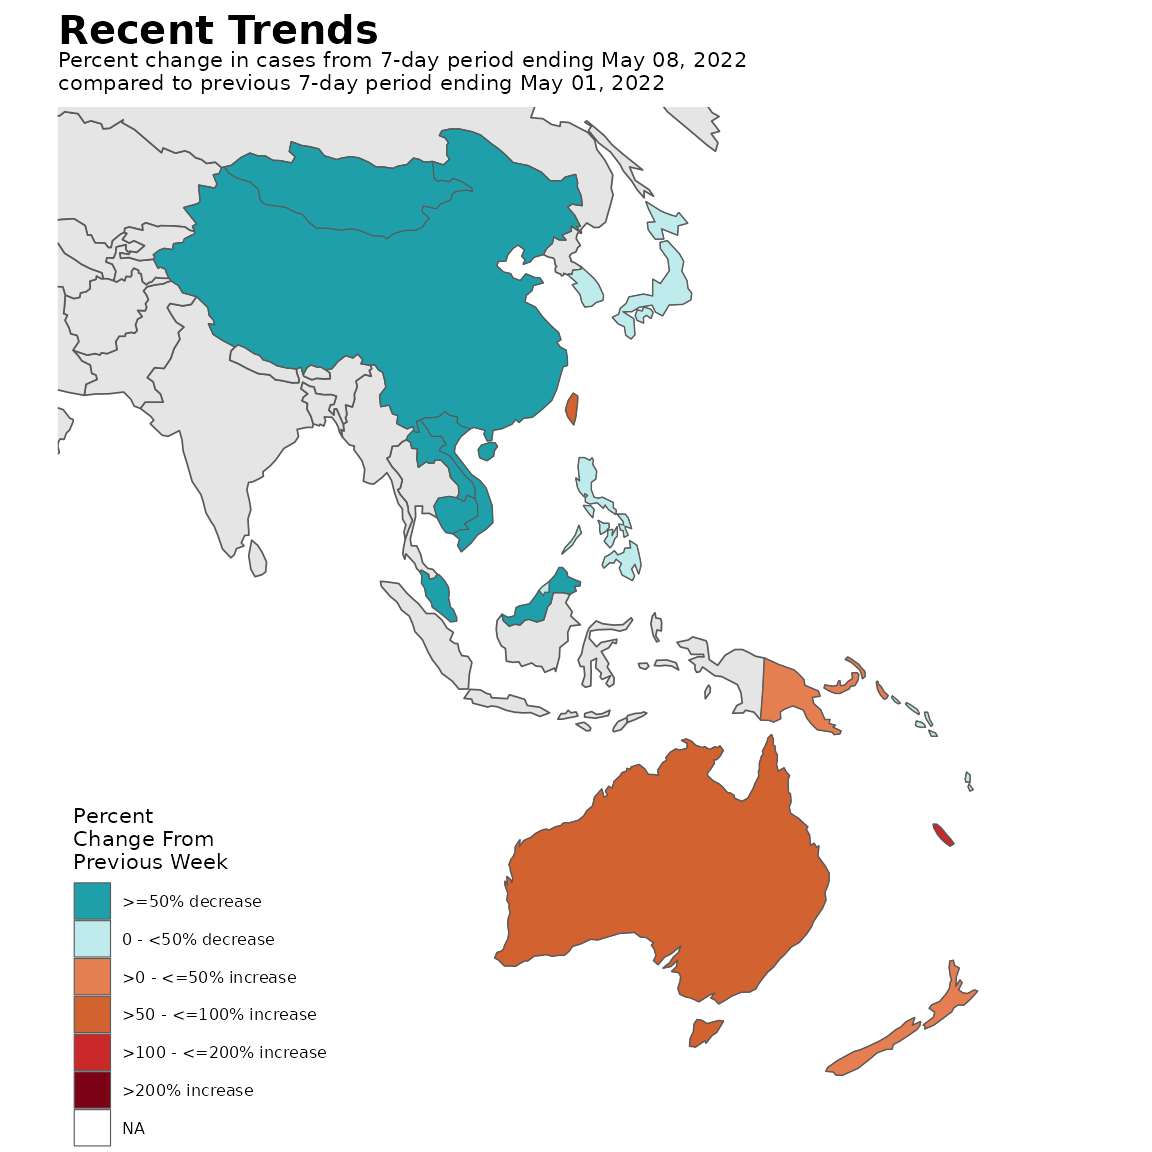 Recent Trends
Percent change in cases from 7-day period ending May 08, 2022
compared to previous 7-day period ending May 01, 2022
Percent
Change From
Previous Week
>=50% decrease
0 - <50% decrease
>0 - <=50% increase
>50 - <=100% increase
>100 - <=200% increase
>200% increase
NA